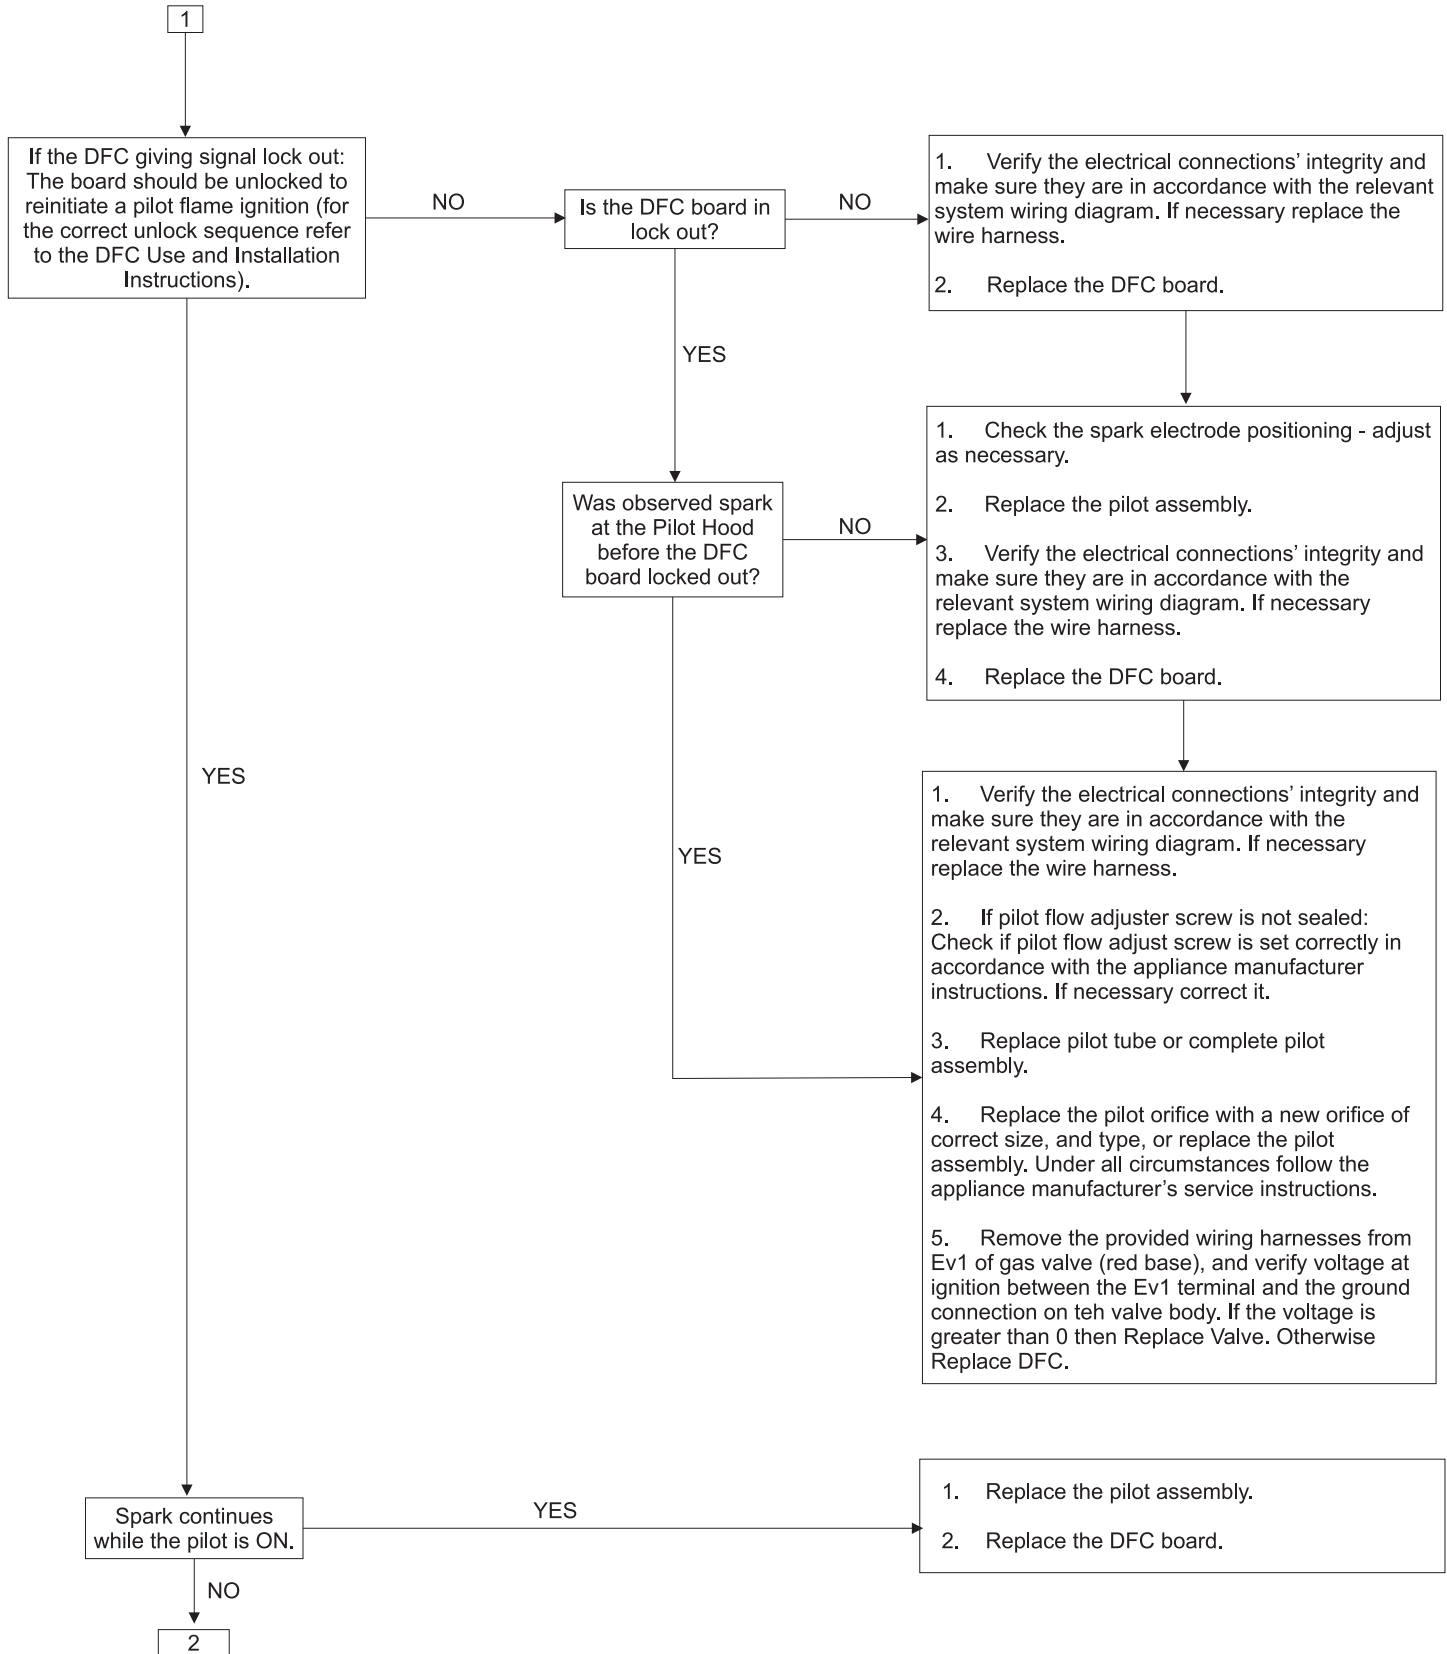 1
If the DFC giving signal lock out:
The board should be unlocked to
reinitiate a pilot flame ignition (for
the correct unlock sequence refer
to the DFC Use and Installation
Instructions).
NO
Is the DFC board in
lock out?
NO
1. Verify the electrical connections’ integrity and
make sure they are in accordance with the relevant
system wiring diagram. If necessary replace the
wire harness.
2. Replace the DFC board.
YES
Was observed spark
at the Pilot Hood
before the DFC
board locked out?
NO
1. Check the spark electrode positioning - adjust
as necessary.
2. Replace the pilot assembly.
3. Verify the electrical connections’ integrity and
make sure they are in accordance with the
relevant system wiring diagram. If necessary
replace the wire harness.
4. Replace the DFC board.
YES
YES
1. Verify the electrical connections’ integrity and
make sure they are in accordance with the
relevant system wiring diagram. If necessary
replace the wire harness.
2. If pilot flow adjuster screw is not sealed:
Check if pilot flow adjust screw is set correctly in
accordance with the appliance manufacturer
instructions. If necessary correct it.
3. Replace pilot tube or complete pilot
assembly.
4. Replace the pilot orifice with a new orifice of
correct size, and type, or replace the pilot
assembly. Under all circumstances follow the
appliance manufacturer’s service instructions.
5. Remove the provided wiring harnesses from
Ev1 of gas valve (red base), and verify voltage at
ignition between the Ev1 terminal and the ground
connection on teh valve body. If the voltage is
greater than 0 then Replace Valve. Otherwise
Replace DFC.
Spark continues
while the pilot is ON.
YES
1. Replace the pilot assembly.
2. Replace the DFC board.
NO
2